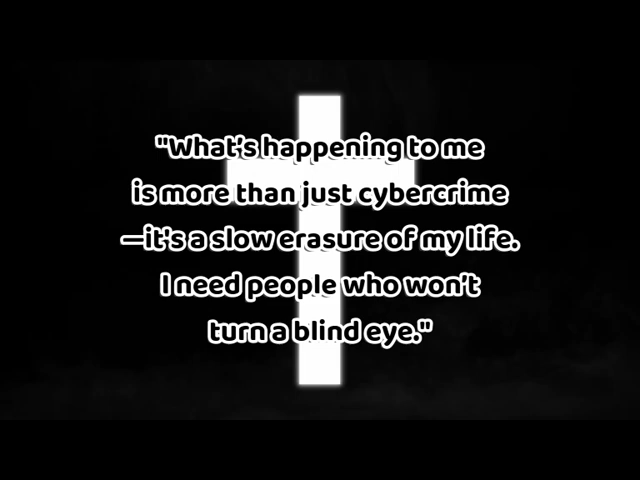 "What's happening to me
is more than just cybercrime
—it's a slow erasure of my life.
I need people who won't
turn a blind eye."